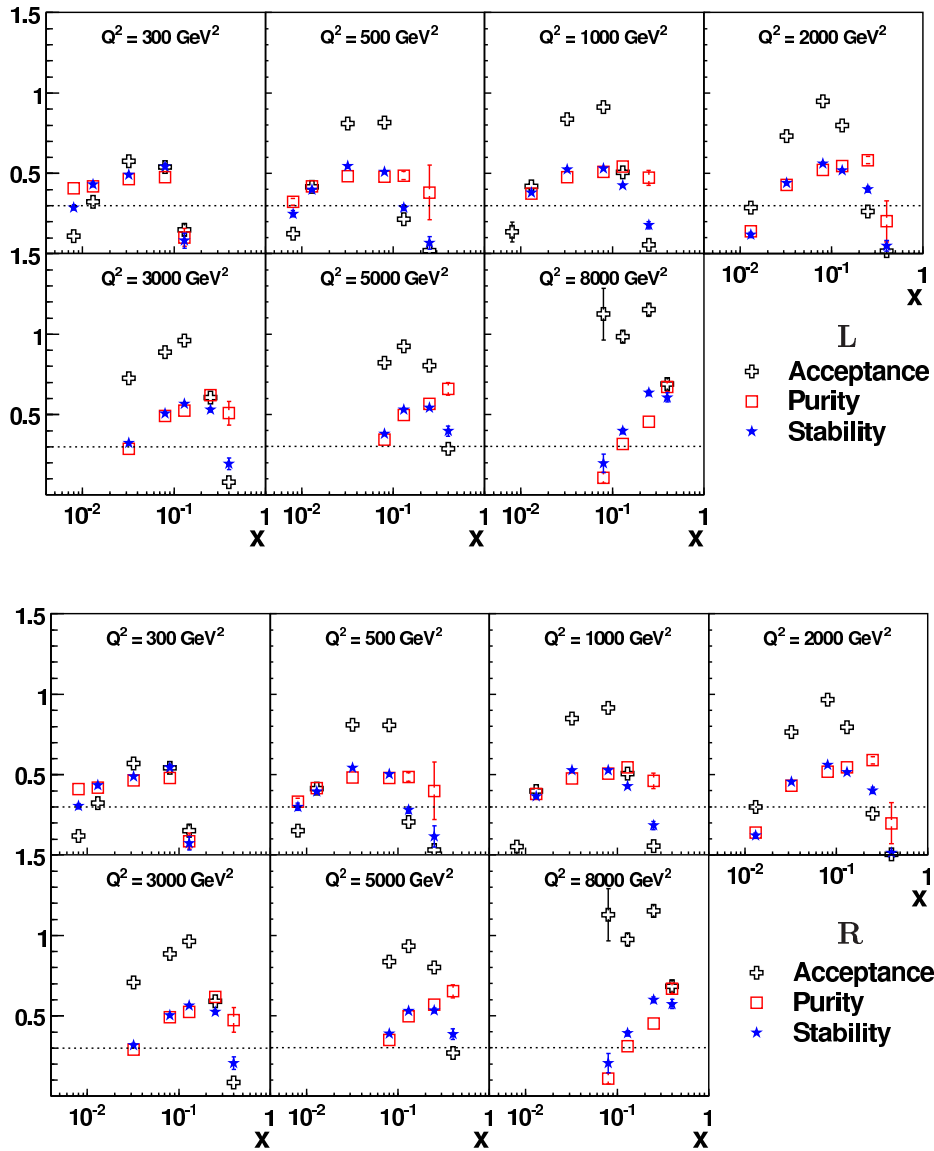 1.5
Q² = 300 GeV²
Q² = 500 GeV²
Q² = 1000 GeV²
Q² = 2000 GeV²
1
0.5
1.5
Q² = 3000 GeV²
Q² = 5000 GeV²
Q² = 8000 GeV²
10⁻²
10⁻¹
1
x
1
L
Acceptance
Purity
Stability
0.5
10⁻²
10⁻¹
1
x
10⁻²
10⁻¹
1
x
10⁻²
10⁻¹
1
x
1.5
Q² = 300 GeV²
Q² = 500 GeV²
Q² = 1000 GeV²
Q² = 2000 GeV²
1
0.5
1.5
Q² = 3000 GeV²
Q² = 5000 GeV²
Q² = 8000 GeV²
10⁻²
10⁻¹
1
x
1
R
Acceptance
Purity
Stability
0.5
10⁻²
10⁻¹
1
x
10⁻²
10⁻¹
1
x
10⁻²
10⁻¹
1
x